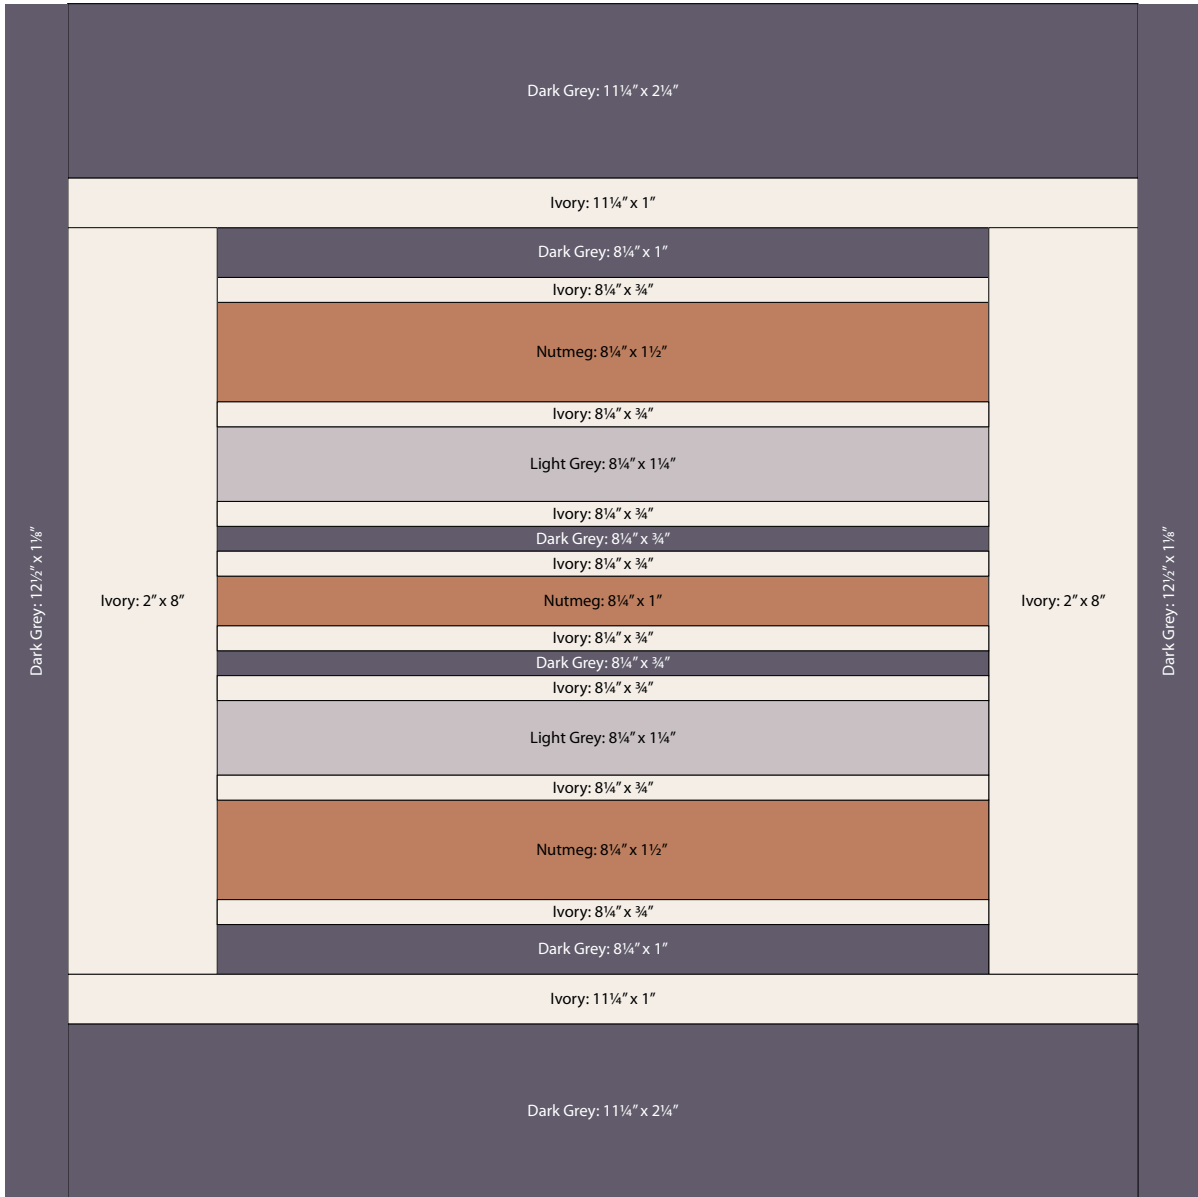 Dark Grey: 11¼” x 2¼”
Ivory: 11¼” x 1”
Dark Grey: 8¼” x 1”
Ivory: 8¼” x ¾”
Nutmeg: 8¼” x 1½”
Ivory: 8¼” x ¾”
Light Grey: 8¼” x 1¼”
Ivory: 8¼” x ¾”
Dark Grey: 8¼” x ¾”
Ivory: 8¼” x ¾”
Dark Grey: 12½” x 1⅛”
Ivory: 2” x 8”
Nutmeg: 8¼” x 1”
Ivory: 2” x 8”
Dark Grey: 12½” x 1⅛”
Ivory: 8¼” x ¾”
Dark Grey: 8¼” x ¾”
Ivory: 8¼” x ¾”
Light Grey: 8¼” x 1¼”
Ivory: 8¼” x ¾”
Nutmeg: 8¼” x 1½”
Ivory: 8¼” x ¾”
Dark Grey: 8¼” x 1”
Ivory: 11¼” x 1”
Dark Grey: 11¼” x 2¼”